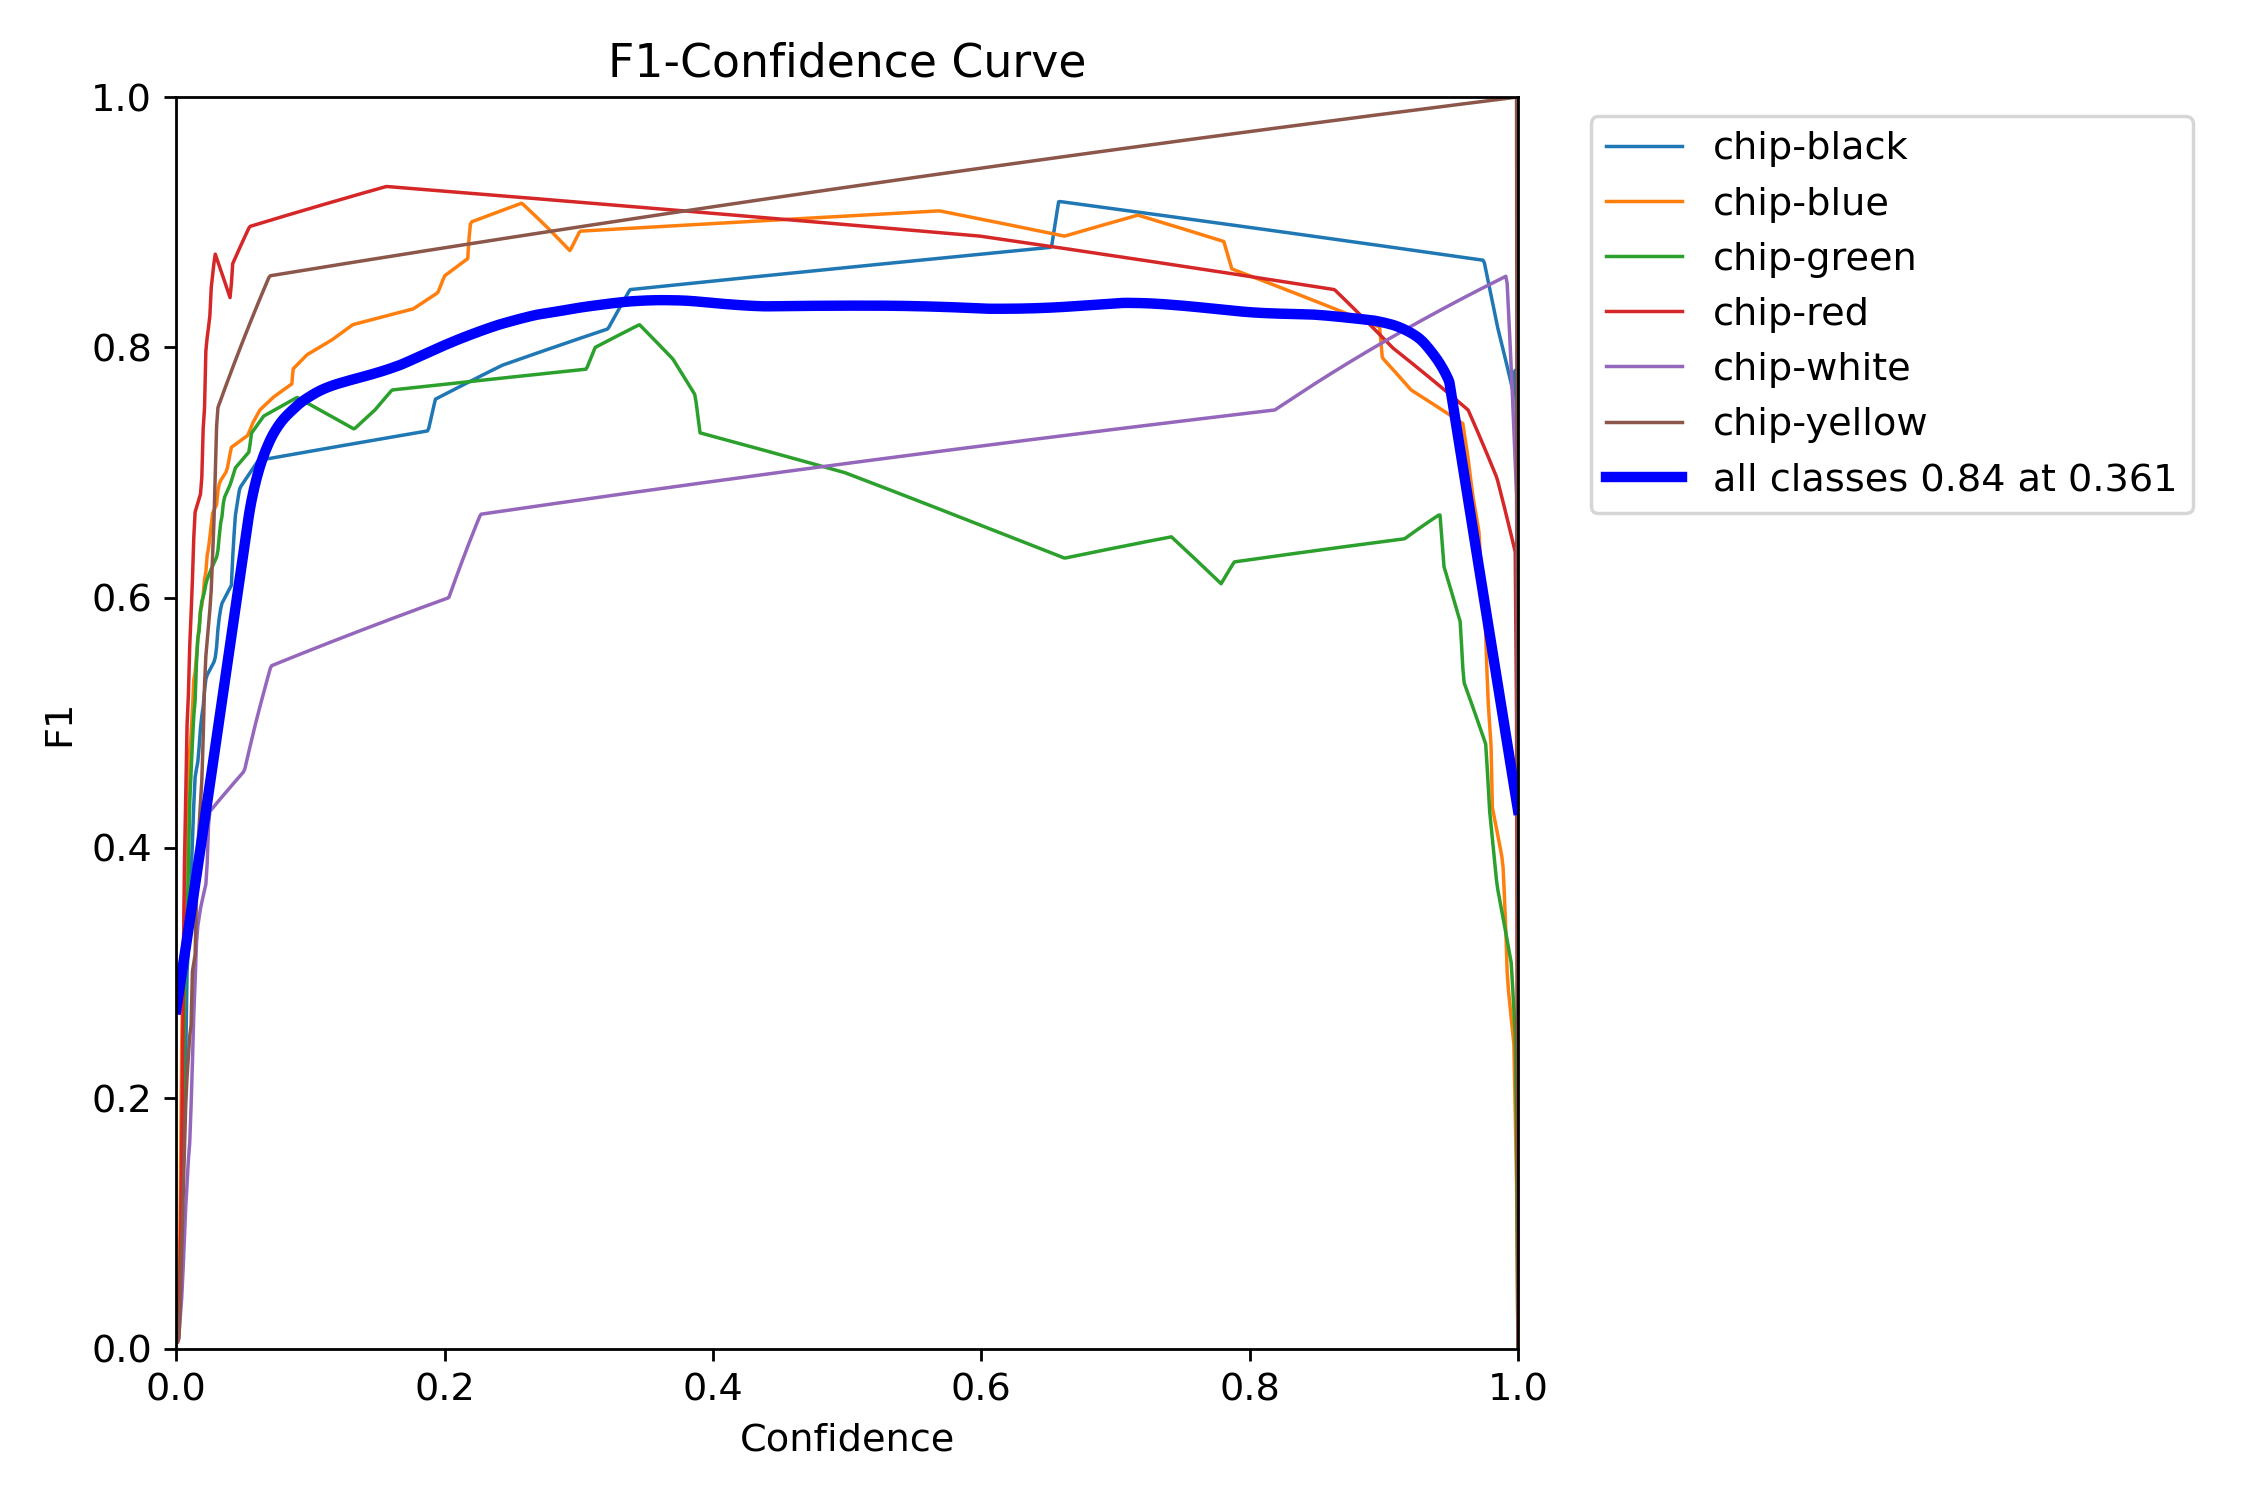 F1-Confidence Curve
1.0
0.8
0.6
0.4
0.2
0.0
F1
0.0 0.2 0.4 0.6 0.8 1.0
Confidence
chip-black
chip-blue
chip-green
chip-red
chip-white
chip-yellow
all classes 0.84 at 0.361